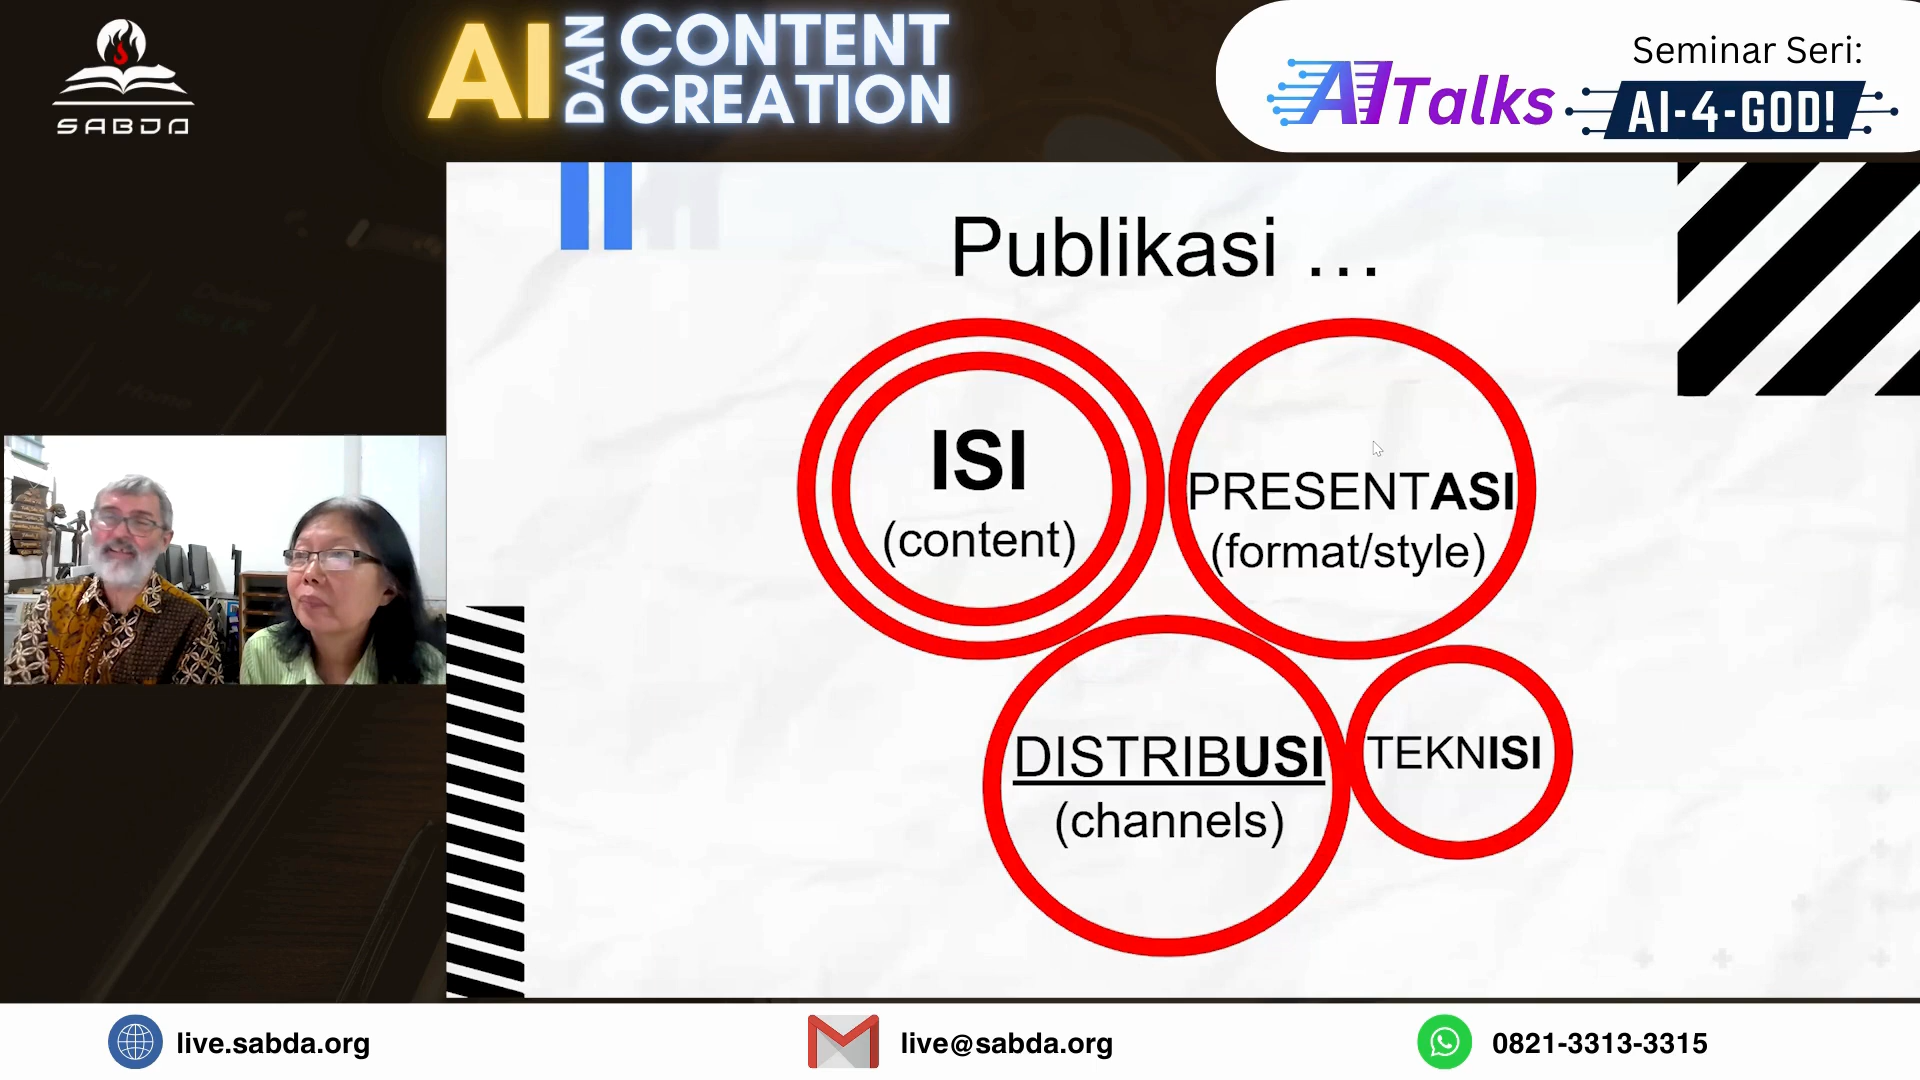 SABDA
AI DAN CONTENT CREATION
AI Talks
Seminar Seri:
AI-4-GOD!
Publikasi ...
ISI
(content)
PRESENTASI
(format/style)
DISTRIBUSI
(channels)
TEKNISI
live.sabda.org
live@sabda.org
0821-3313-3315